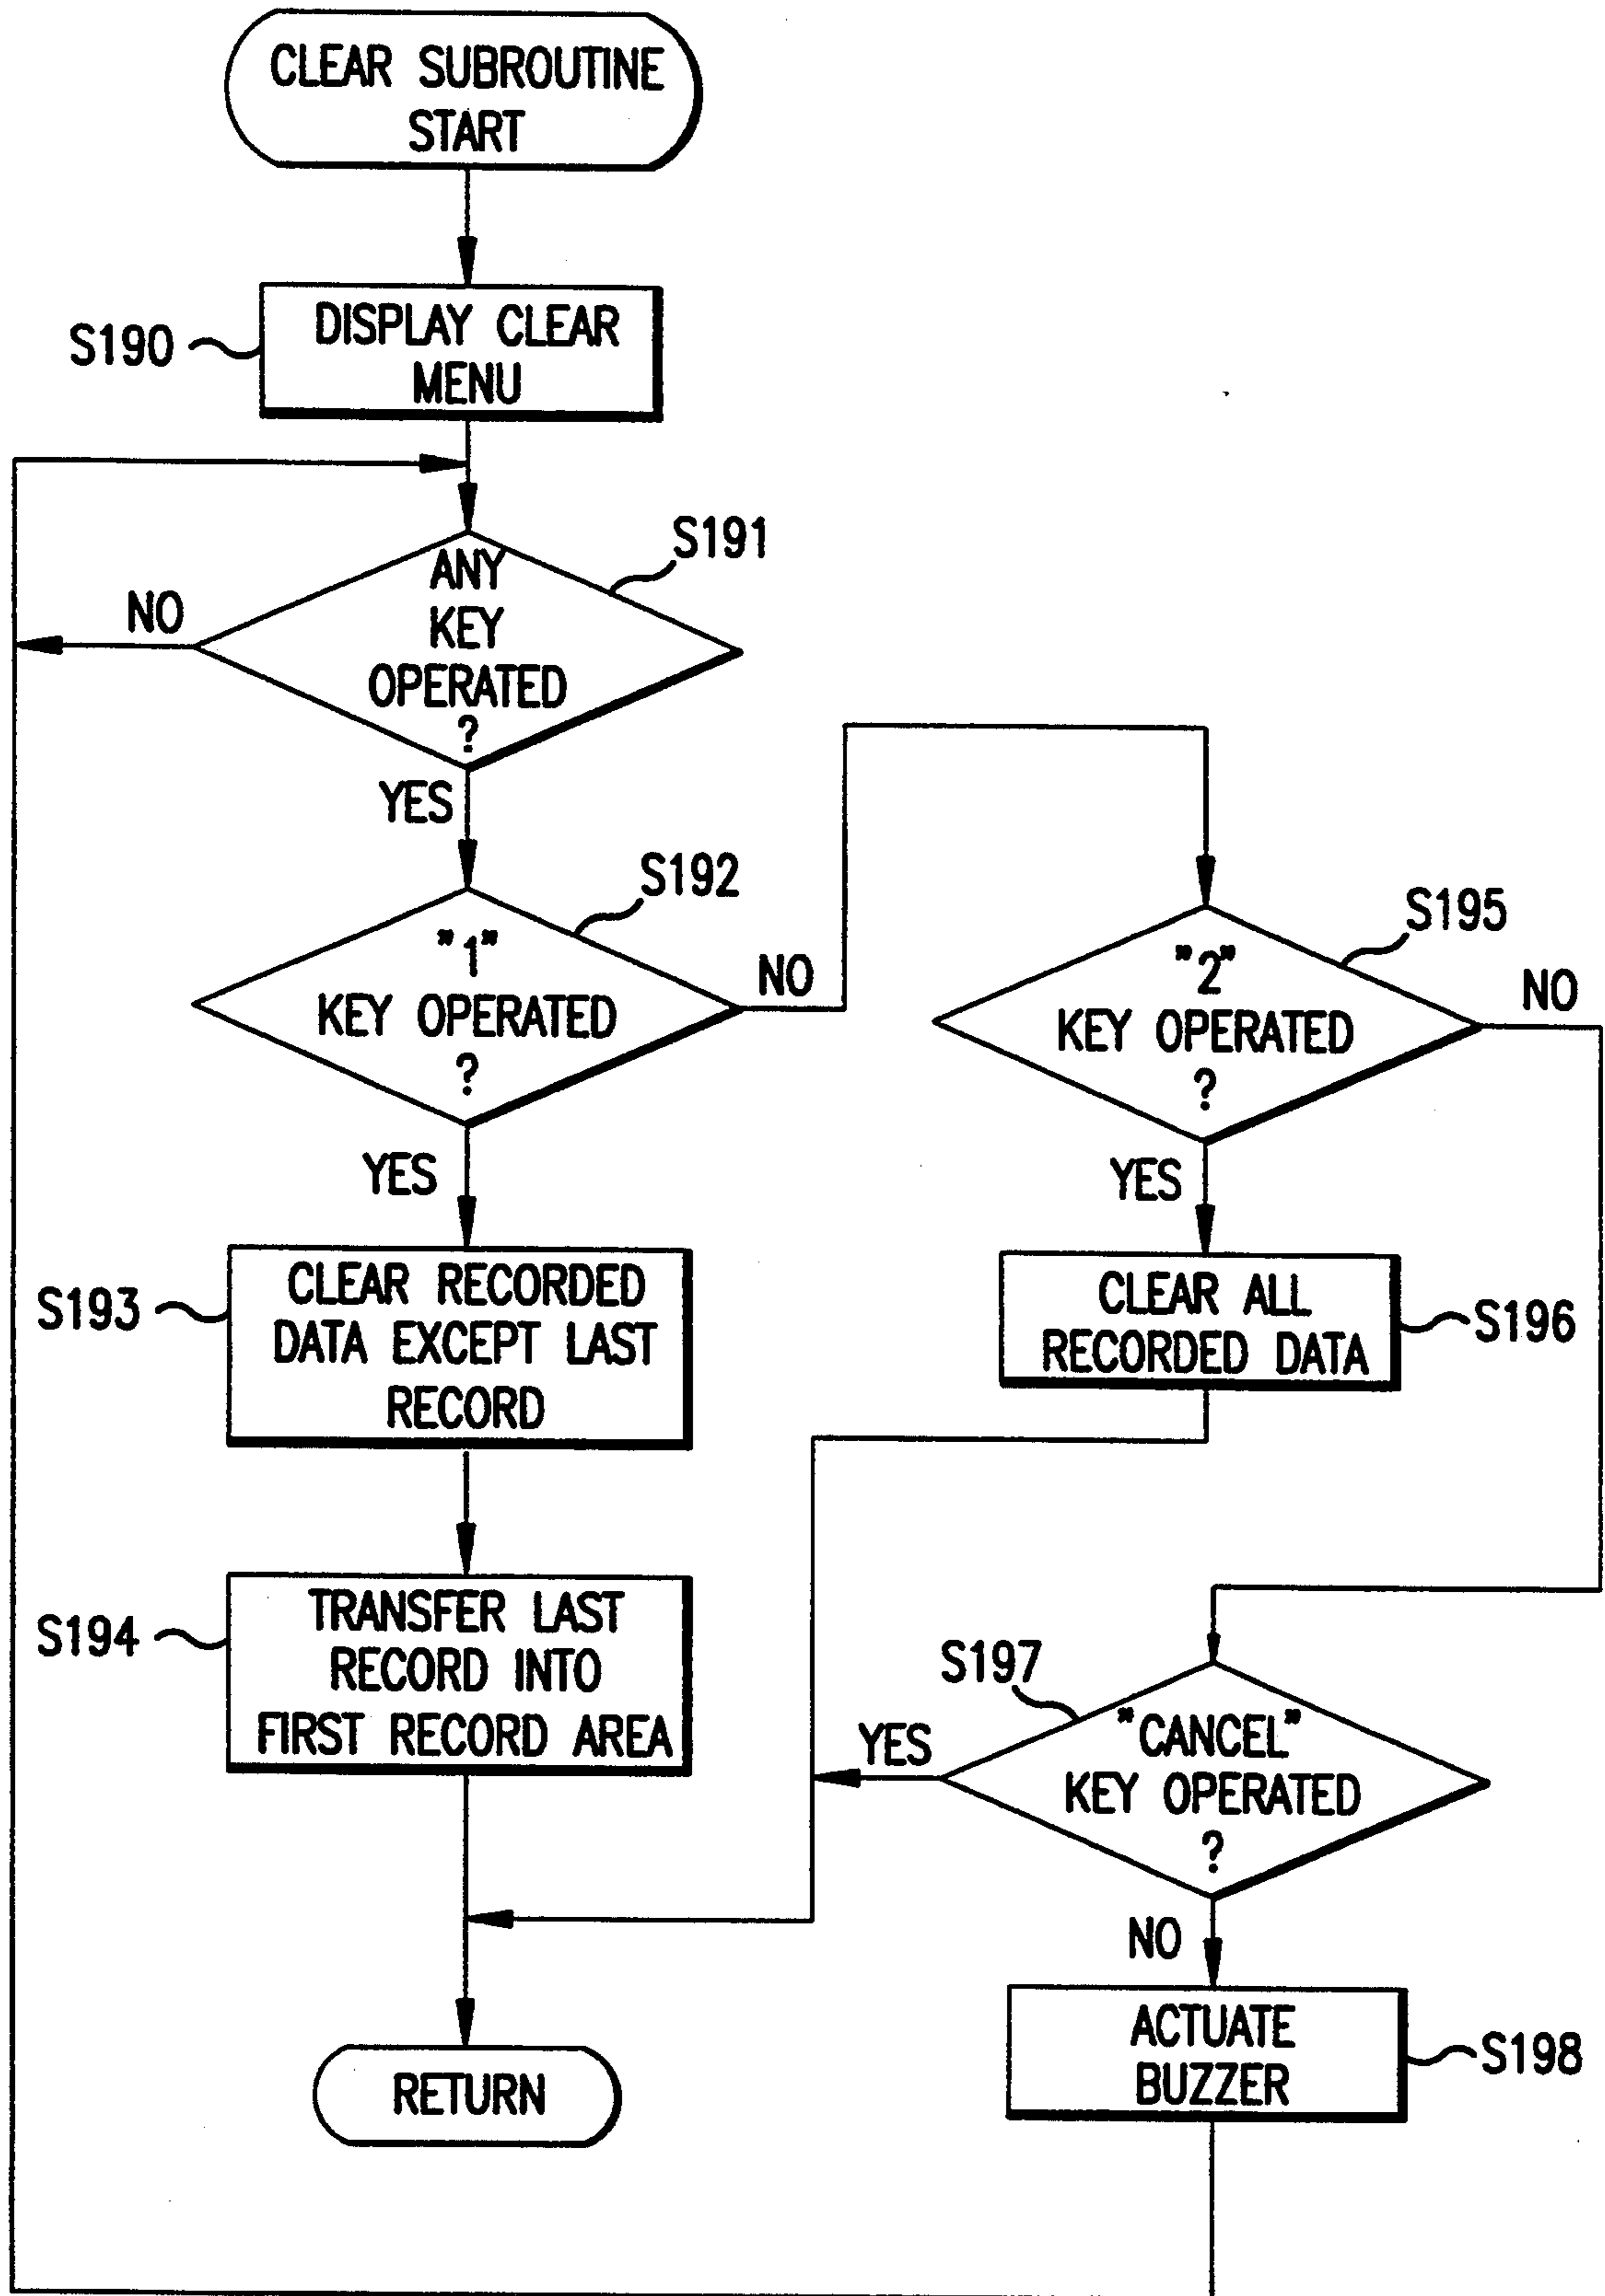 CLEAR SUBROUTINE
START
S190
DISPLAY CLEAR
MENU
S191
ANY
KEY
OPERATED
?
NO
YES
S192
"1"
KEY OPERATED
?
NO
YES
S195
"2"
KEY OPERATED
?
NO
YES
S193
CLEAR RECORDED
DATA EXCEPT LAST
RECORD
CLEAR ALL
RECORDED DATA
S196
S194
TRANSFER LAST
RECORD INTO
FIRST RECORD AREA
S197
"CANCEL"
KEY OPERATED
?
YES
NO
ACTUATE
BUZZER
S198
RETURN